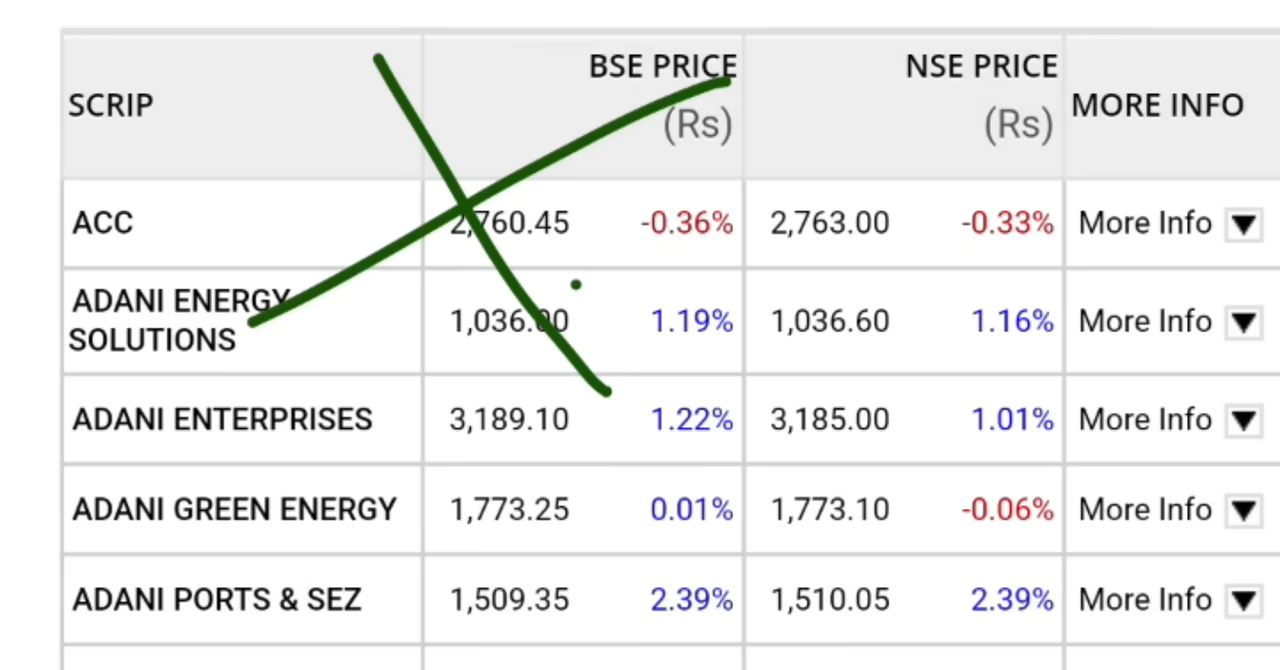 SCRIP BSE PRICE (Rs) NSE PRICE (Rs) MORE INFO
ACC 2,760.45 -0.36% 2,763.00 -0.33% More Info
ADANI ENERGY
SOLUTIONS 1,036.00 1.19% 1,036.60 1.16% More Info
ADANI ENTERPRISES 3,189.10 1.22% 3,185.00 1.01% More Info
ADANI GREEN ENERGY 1,773.25 0.01% 1,773.10 -0.06% More Info
ADANI PORTS & SEZ 1,509.35 2.39% 1,510.05 2.39% More Info